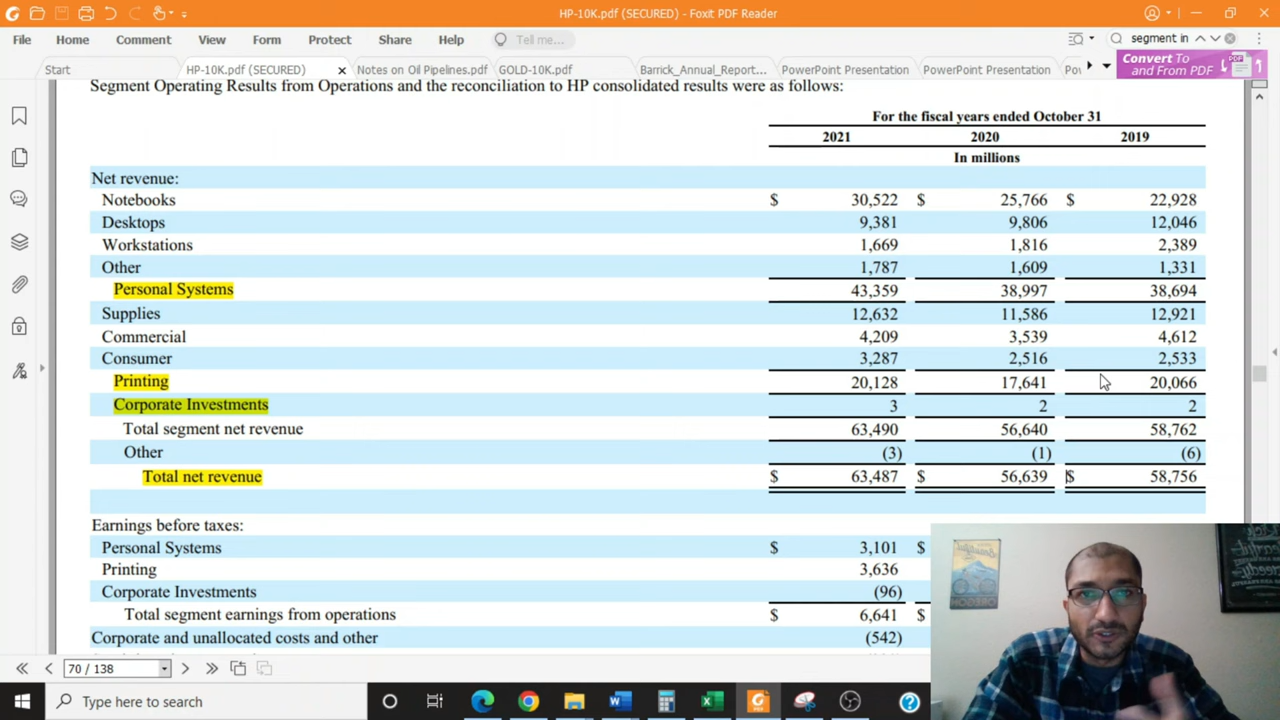 HP-10K.pdf (SECURED) - Foxit PDF Reader
File Home Comment View Form Protect Share Help Tell me... segment in
Start HP-10K.pdf (SECURED) Notes on Oil Pipelines.pdf GOLD-10K.pdf Barrick_Annual_Report... PowerPoint Presentation PowerPoint Presentation Pov
Convert To
and From PDF
Segment Operating Results from Operations and the reconciliation to HP consolidated results were as follows:
For the fiscal years ended October 31
2021 2020 2019
In millions
Net revenue:
Notebooks $ 30,522 $ 25,766 $ 22,928
Desktops 9,381 9,806 12,046
Workstations 1,669 1,816 2,389
Other 1,787 1,609 1,331
Personal Systems 43,359 38,997 38,694
Supplies 12,632 11,586 12,921
Commercial 4,209 3,539 4,612
Consumer 3,287 2,516 2,533
Printing 20,128 17,641 20,066
Corporate Investments 3 2 2
Total segment net revenue 63,490 56,640 58,762
Other (3) (1) (6)
Total net revenue $ 63,487 $ 56,639 $ 58,756
Earnings before taxes:
Personal Systems $ 3,101 $
Printing 3,636
Corporate Investments (96)
Total segment earnings from operations $ 6,641 $
Corporate and unallocated costs and other (542)
OREGON
70 / 138
Type here to search